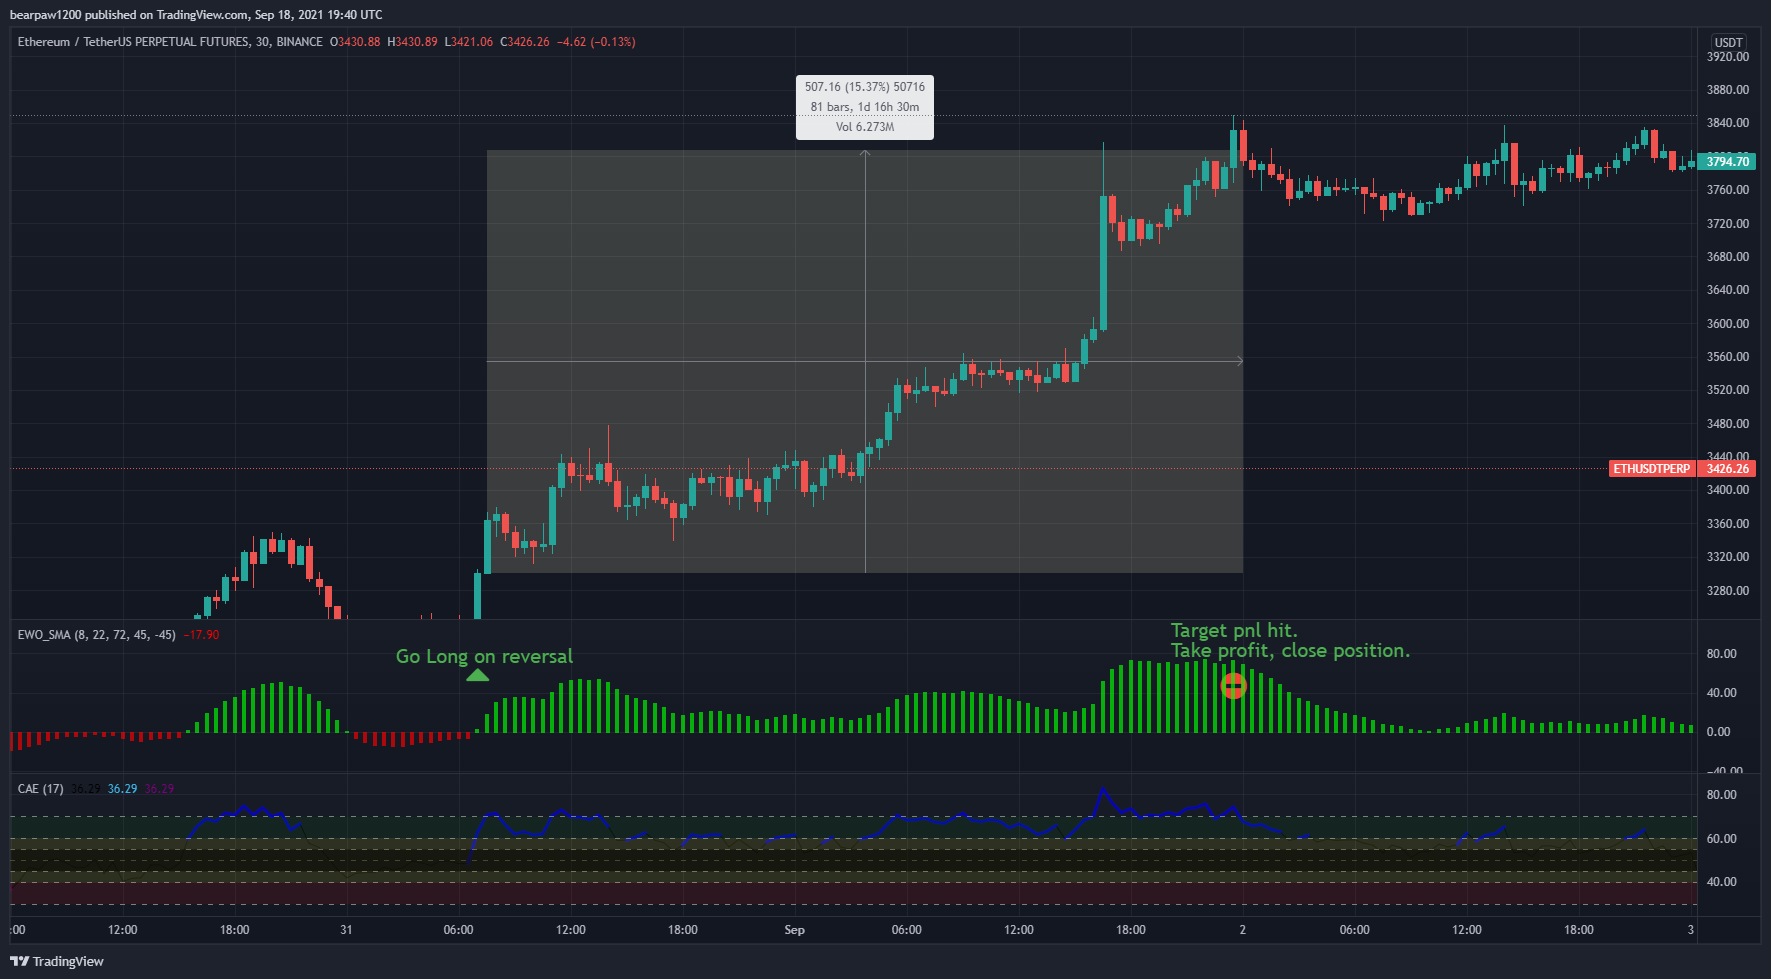 bearpaw1200 published on TradingView.com, Sep 18, 2021 19:40 UTC
Ethereum / TetherUS PERPETUAL FUTURES, 30, BINANCE O3430.88 H3430.89 L3421.06 C3426.26 −4.62 (−0.13%)
USDT
3920.00
3880.00
3840.00
3794.70
3760.00
3720.00
3680.00
3640.00
3600.00
3560.00
3520.00
3480.00
3440.00
ETHUSDTPERP 3426.26
3400.00
3360.00
3320.00
3280.00
507.16 (15.37%) 50716
81 bars, 1d 16h 30m
Vol 6.273M
EWO_SMA (8, 22, 72, 45, -45) −17.90
Go Long on reversal
Target pnl hit.
Take profit, close position.
80.00
40.00
0.00
−40.00
CAE (17) 36.29 36.29 36.29
80.00
60.00
40.00
:00 12:00 18:00 31 06:00 12:00 18:00 Sep 06:00 12:00 18:00 2 06:00 12:00 18:00 3
TradingView